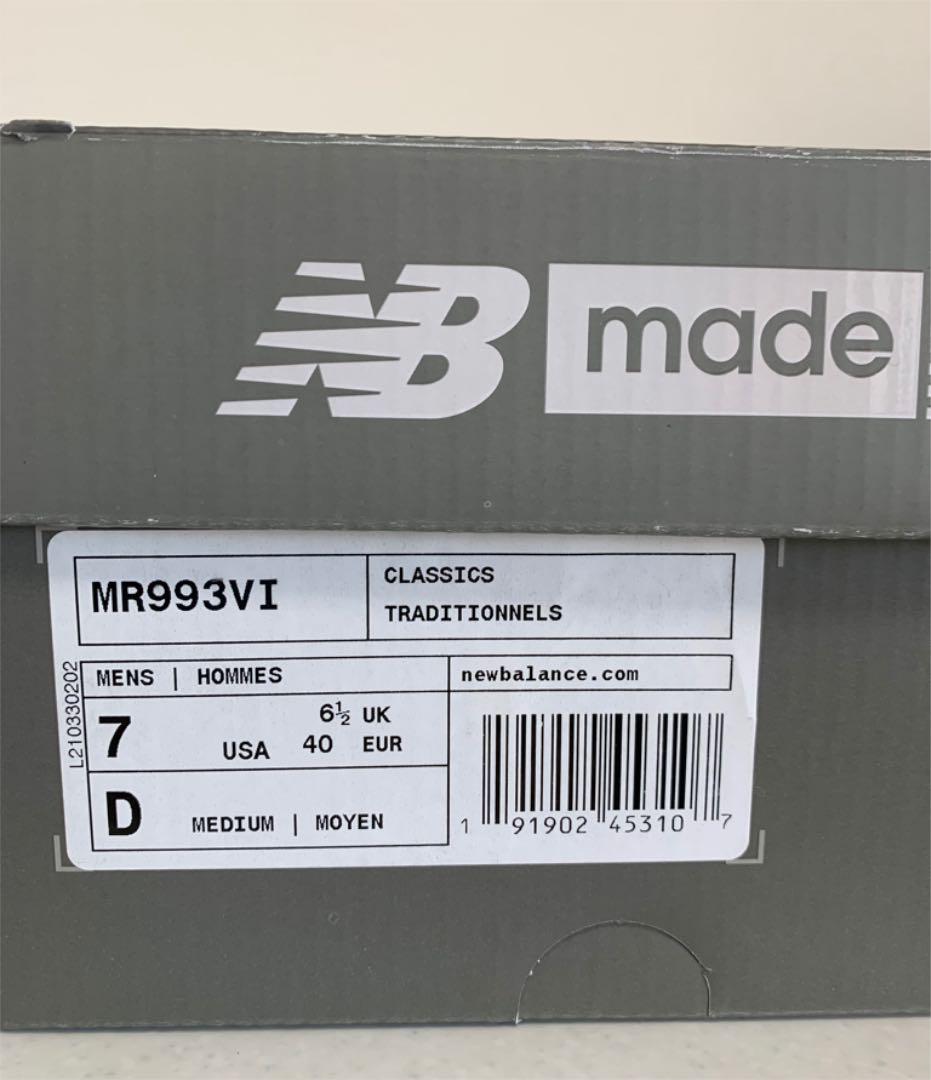 NB made
MR993VI
CLASSICS
TRADITIONNELS
L210330202
MENS | HOMMES
newbalance.com
7 USA
6½ UK
40 EUR
D MEDIUM | MOYEN
1 91902 45310 7